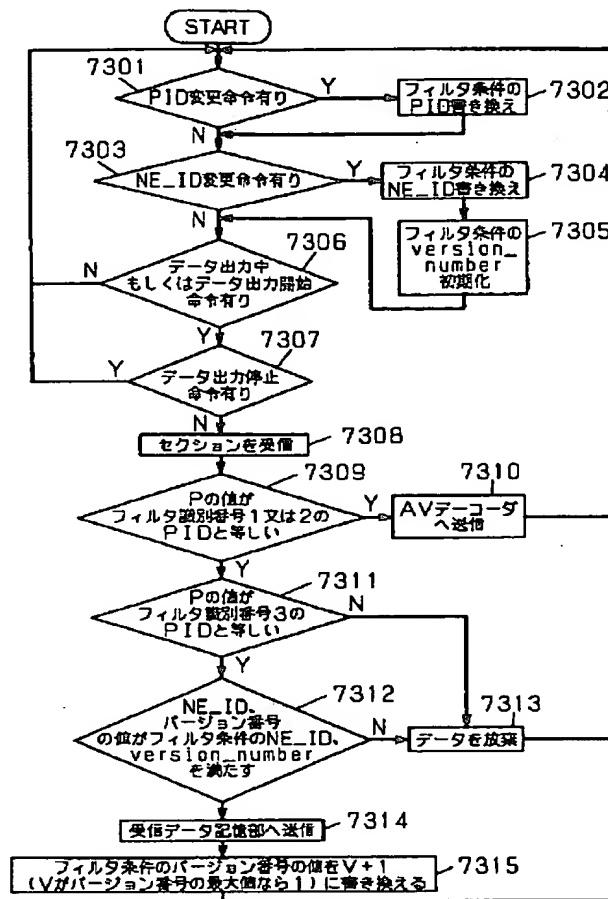 START
7301
PID変更命令有り
Y
N
フィルタ条件の
PID書き換え
7302
7303
NE_ID変更命令有り
Y
N
フィルタ条件の
NE_ID書き換え
7304
フィルタ条件の
version_
number
初期化
7305
7306
データ出力中
もしくはデータ出力開始
命令有り
N
Y
7307
データ出力停止
命令有り
Y
N
セクションを受信
7308
7309
Pの値が
フィルタ識別番号1又は2の
PIDと等しい
Y
7310
AVデーコーダ
へ送信
Y
7311
Pの値が
フィルタ識別番号3の
PIDと等しい
N
Y
7312
NE_ID、
バージョン番号
の値がフィルタ条件のNE_ID、
version_number
を満たす
N
7313
データを放棄
Y
受信データ記憶部へ送信
7314
フィルタ条件のバージョン番号の値をV+1
(Vがバージョン番号の最大値なら1)に書き換える
7315